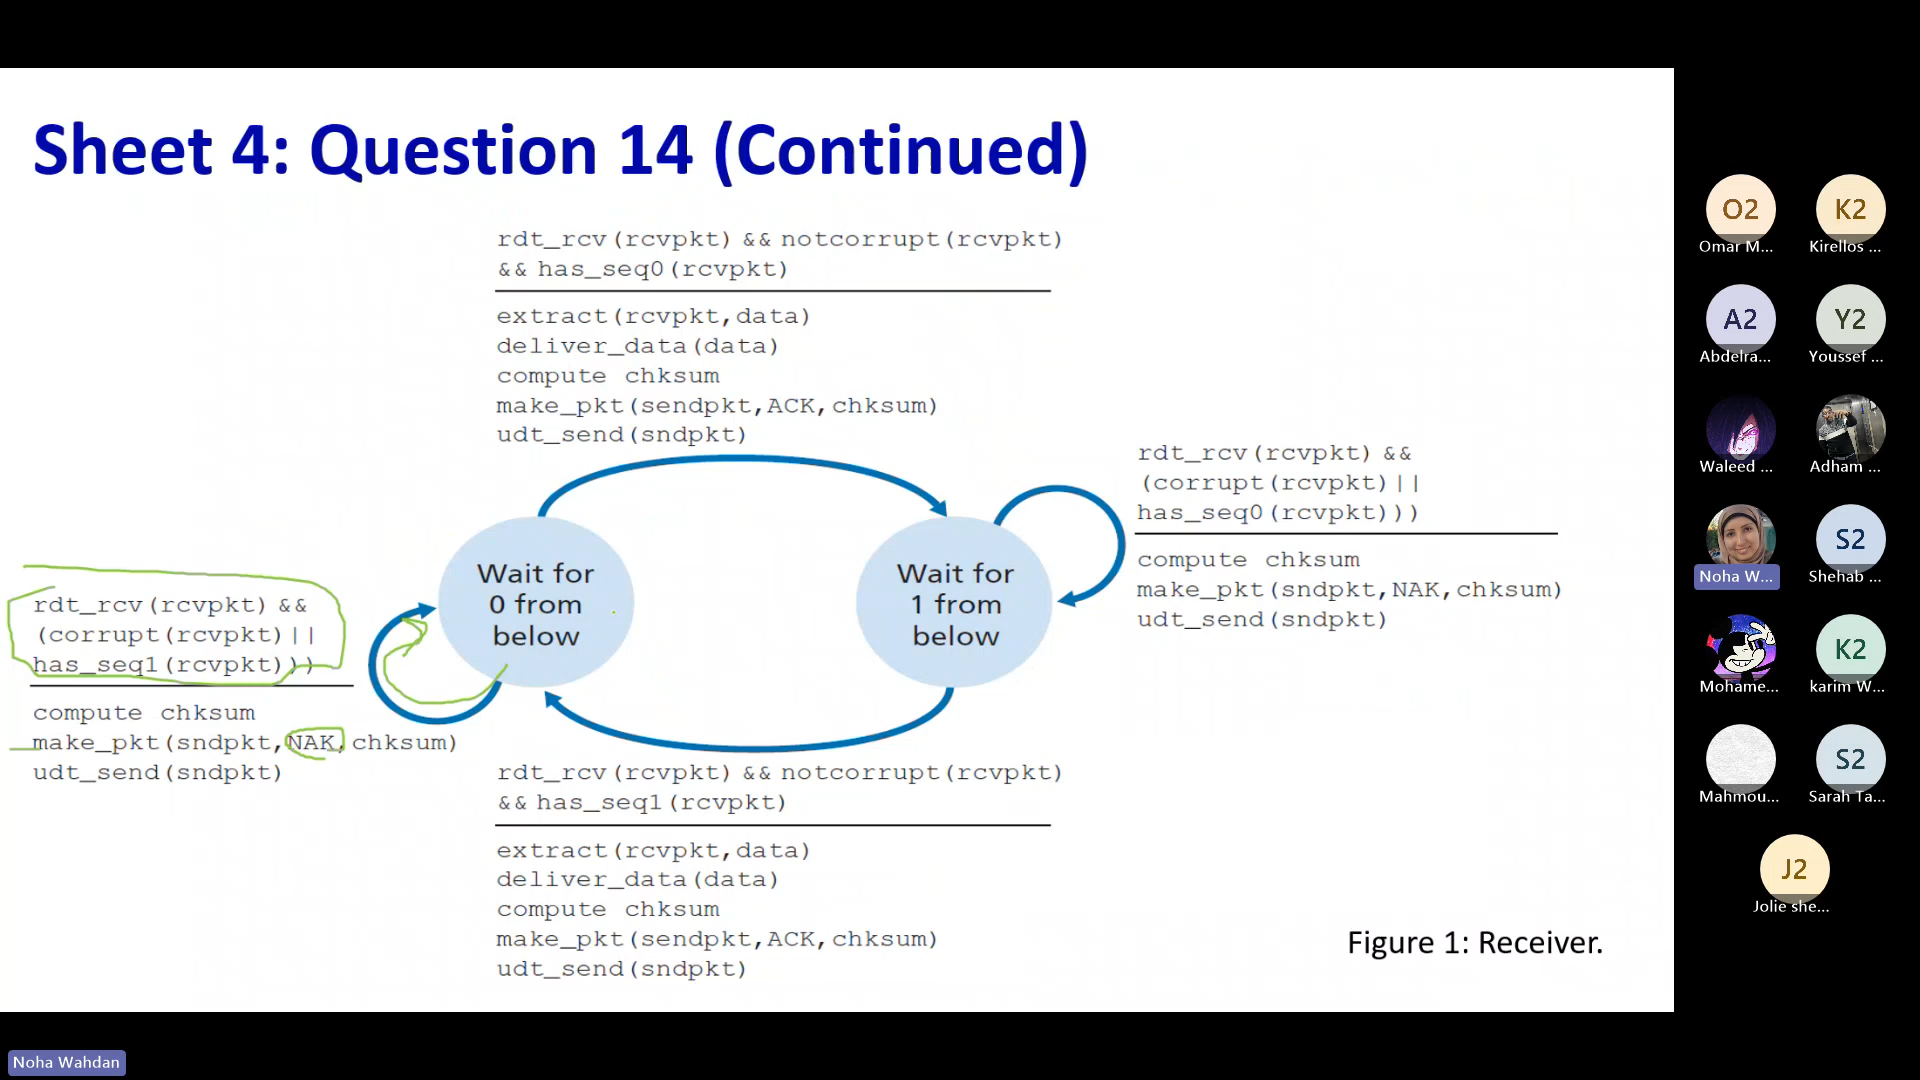 Sheet 4: Question 14 (Continued)
rdt_rcv(rcvpkt) && notcorrupt(rcvpkt)
&& has_seq0(rcvpkt)
extract(rcvpkt,data)
deliver_data(data)
compute chksum
make_pkt(sendpkt,ACK,chksum)
udt_send(sndpkt)
rdt_rcv(rcvpkt) &&
(corrupt(rcvpkt)||
has_seq0(rcvpkt)))
compute chksum
make_pkt(sndpkt,NAK,chksum)
udt_send(sndpkt)
Wait for
0 from
below
Wait for
1 from
below
rdt_rcv(rcvpkt) &&
(corrupt(rcvpkt)||
has_seq1(rcvpkt)))
compute chksum
make_pkt(sndpkt,NAK,chksum)
udt_send(sndpkt)
rdt_rcv(rcvpkt) && notcorrupt(rcvpkt)
&& has_seq1(rcvpkt)
extract(rcvpkt,data)
deliver_data(data)
compute chksum
make_pkt(sendpkt,ACK,chksum)
udt_send(sndpkt)
Figure 1: Receiver.
O2
Omar M...
K2
Kirellos ...
A2
Abdelra...
Y2
Youssef ...
Waleed ...
Adham ...
Noha W...
S2
Shehab ...
Mohame...
K2
karim W...
Mahmou...
S2
Sarah Ta...
J2
Jolie she...
Noha Wahdan